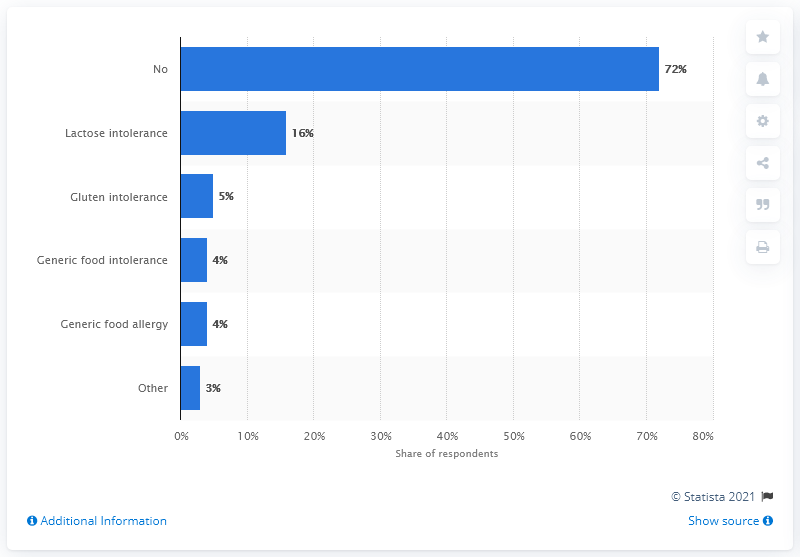 No 72%
Lactose intolerance 16%
Gluten intolerance 5%
Generic food intolerance 4%
Generic food allergy 4%
Other 3%
0% 10% 20% 30% 40% 50% 60% 70% 80%
Share of respondents
© Statista 2021
Additional Information Show source